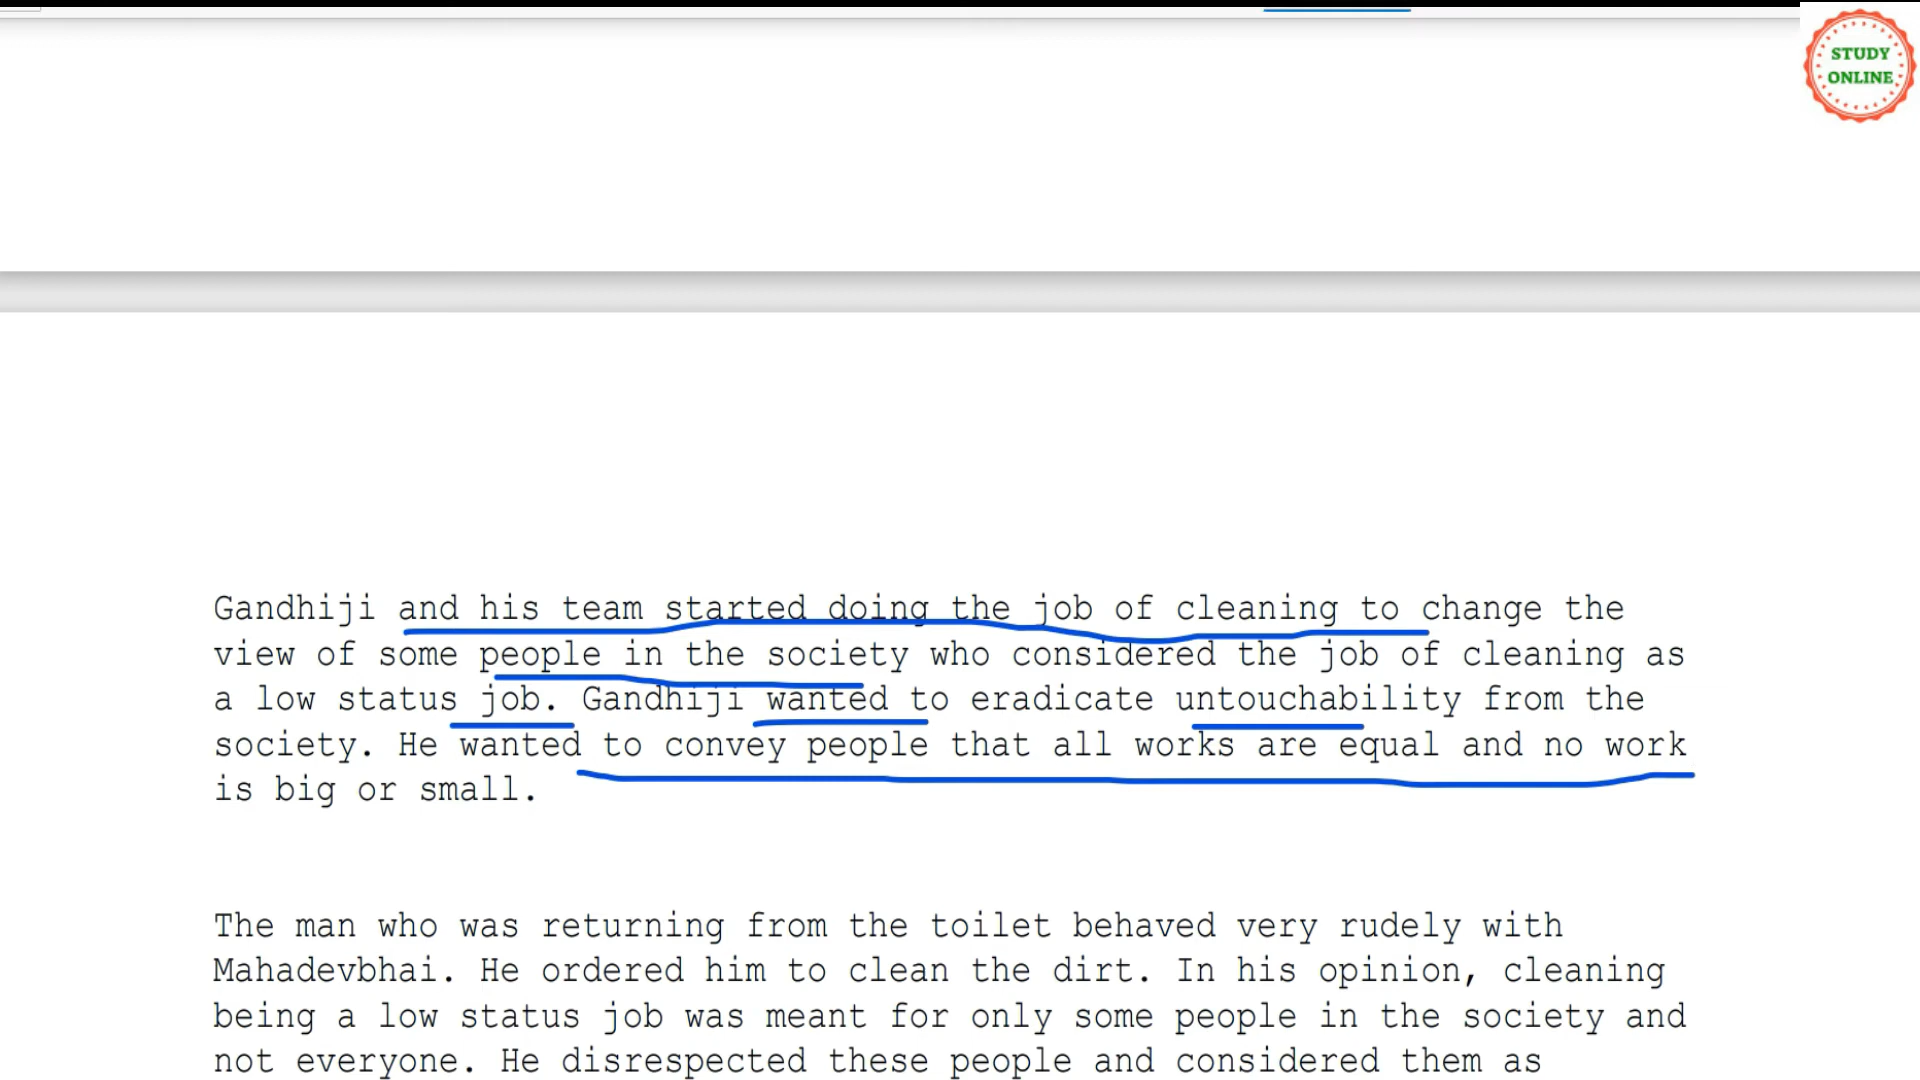 STUDY
ONLINE
Gandhiji and his team started doing the job of cleaning to change the
view of some people in the society who considered the job of cleaning as
a low status job. Gandhiji wanted to eradicate untouchability from the
society. He wanted to convey people that all works are equal and no work
is big or small.
The man who was returning from the toilet behaved very rudely with
Mahadevbhai. He ordered him to clean the dirt. In his opinion, cleaning
being a low status job was meant for only some people in the society and
not everyone. He disrespected these people and considered them as